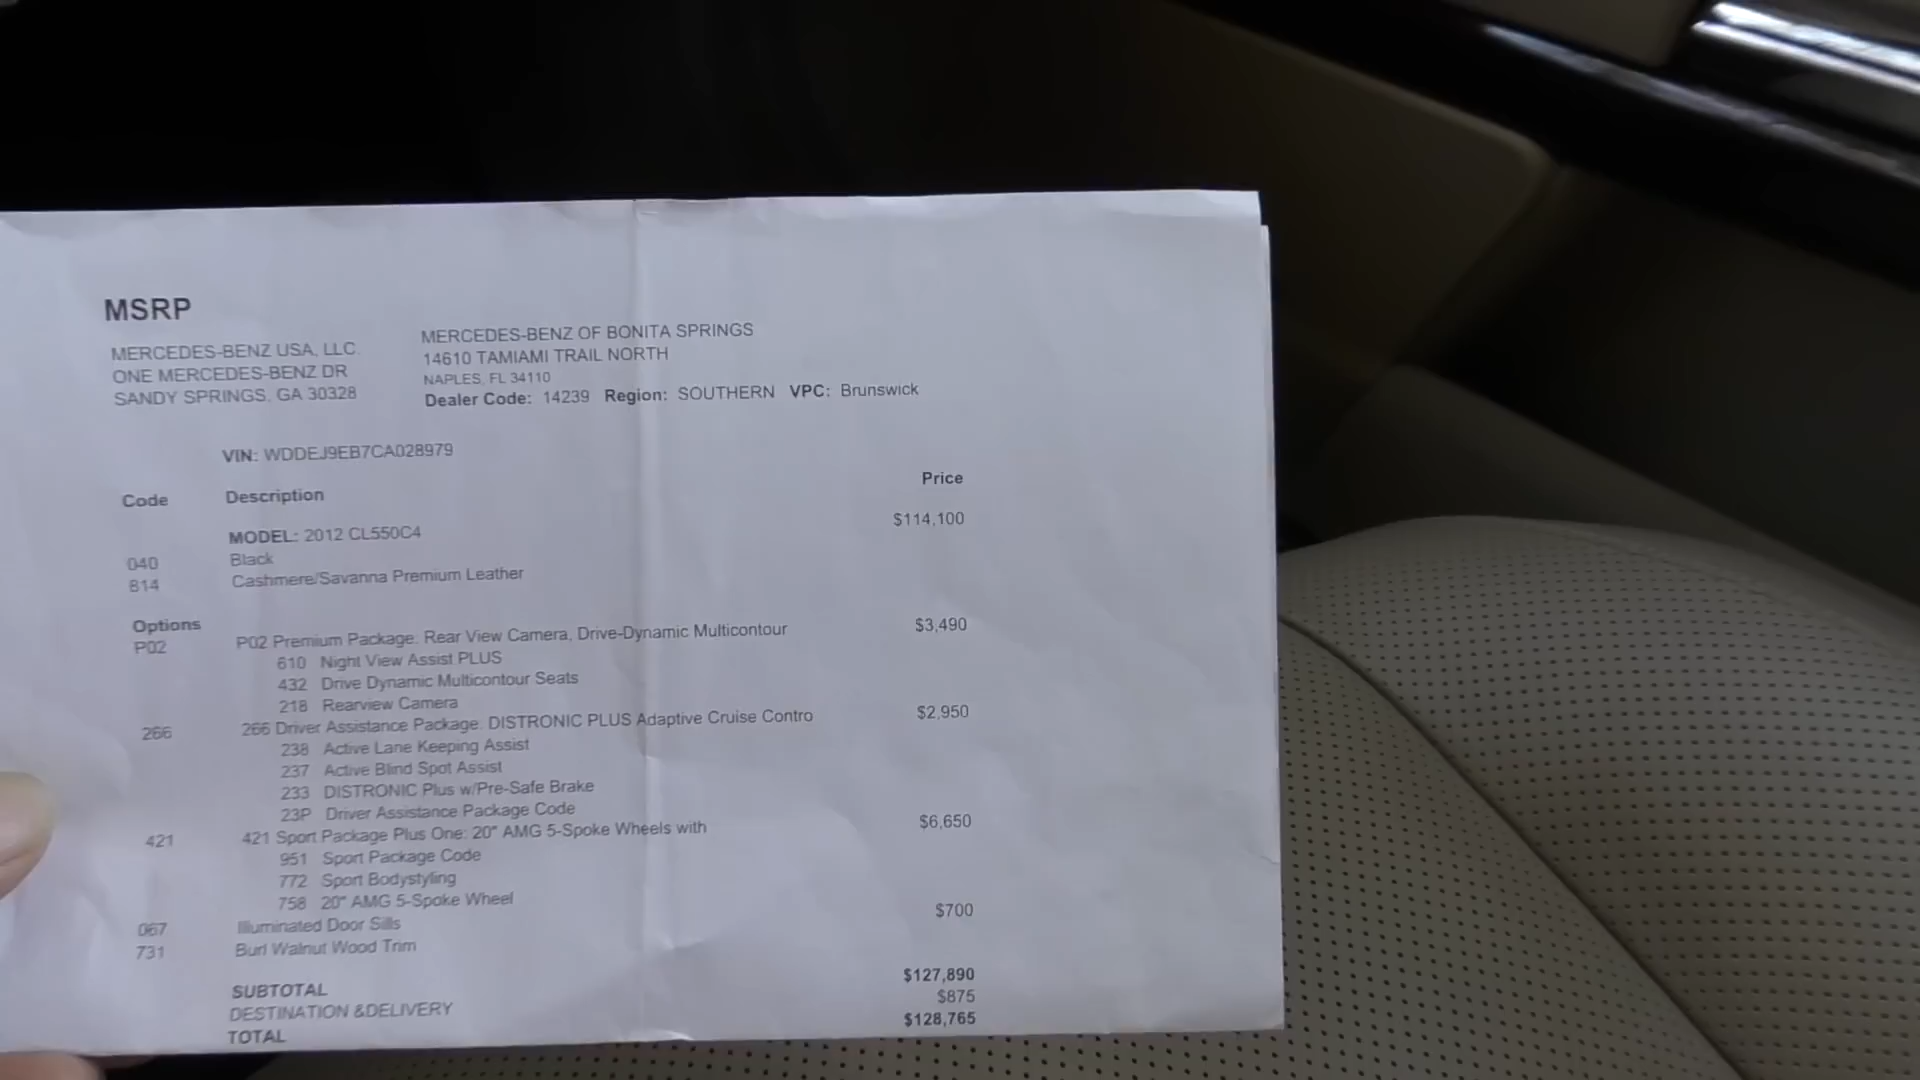 MSRP
MERCEDES-BENZ USA, LLC.
ONE MERCEDES-BENZ DR
SANDY SPRINGS, GA 30328
MERCEDES-BENZ OF BONITA SPRINGS
14610 TAMIAMI TRAIL NORTH
NAPLES, FL 34110
Dealer Code: 14239 Region: SOUTHERN VPC: Brunswick
VIN: WDDEJ9EB7CA028979
Code Description Price
MODEL: 2012 CL550C4 $114,100
040 Black
814 Cashmere/Savanna Premium Leather
Options
P02 P02 Premium Package: Rear View Camera, Drive-Dynamic Multicontour $3,490
610 Night View Assist PLUS
432 Drive Dynamic Multicontour Seats
218 Rearview Camera
266 266 Driver Assistance Package: DISTRONIC PLUS Adaptive Cruise Contro $2,950
238 Active Lane Keeping Assist
237 Active Blind Spot Assist
233 DISTRONIC Plus w/Pre-Safe Brake
23P Driver Assistance Package Code
421 421 Sport Package Plus One: 20" AMG 5-Spoke Wheels with $6,650
951 Sport Package Code
772 Sport Bodystyling
758 20" AMG 5-Spoke Wheel
067 Illuminated Door Sills $700
731 Burl Walnut Wood Trim
SUBTOTAL $127,890
DESTINATION &DELIVERY $875
TOTAL $128,765